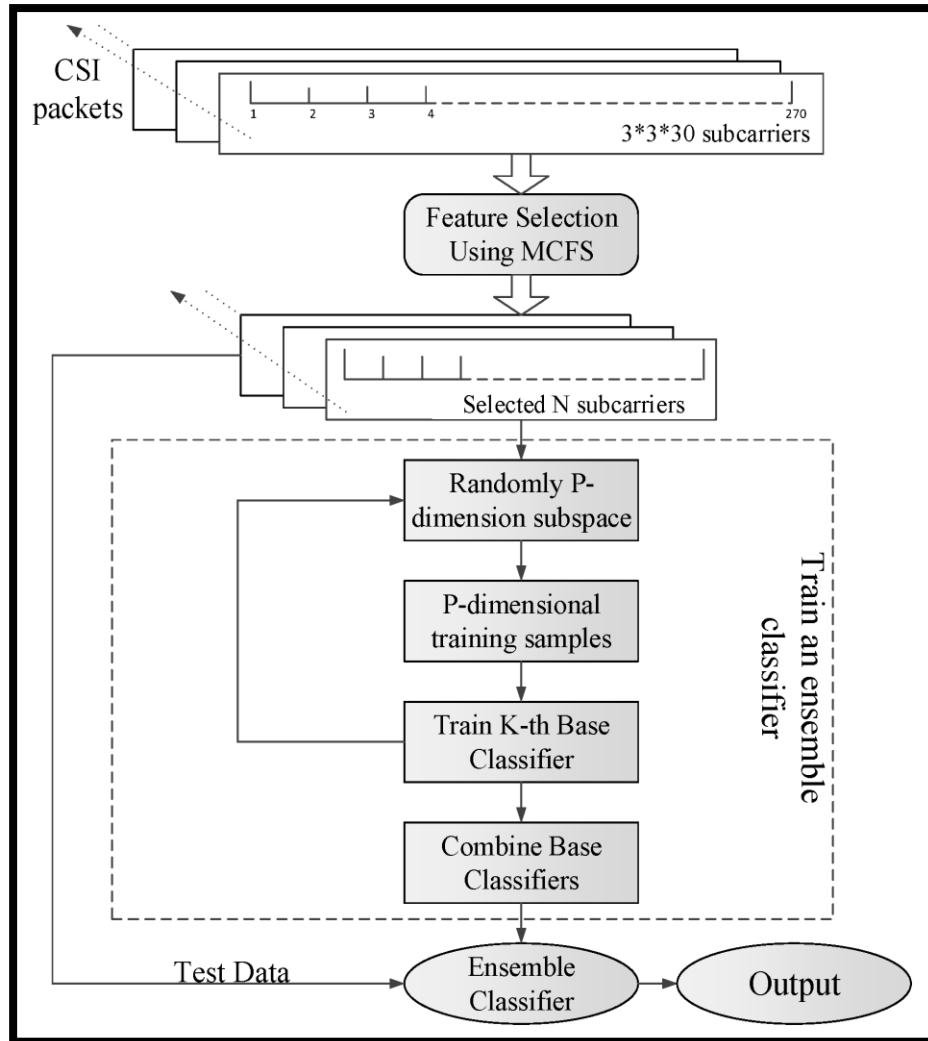 CSI
packets
1 2 3 4 270
3*3*30 subcarriers
Feature Selection
Using MCFS
Selected N subcarriers
Randomly P-
dimension subspace
P-dimensional
training samples
Train K-th Base
Classifier
Combine Base
Classifiers
Train an ensemble
classifier
Test Data
Ensemble
Classifier
Output